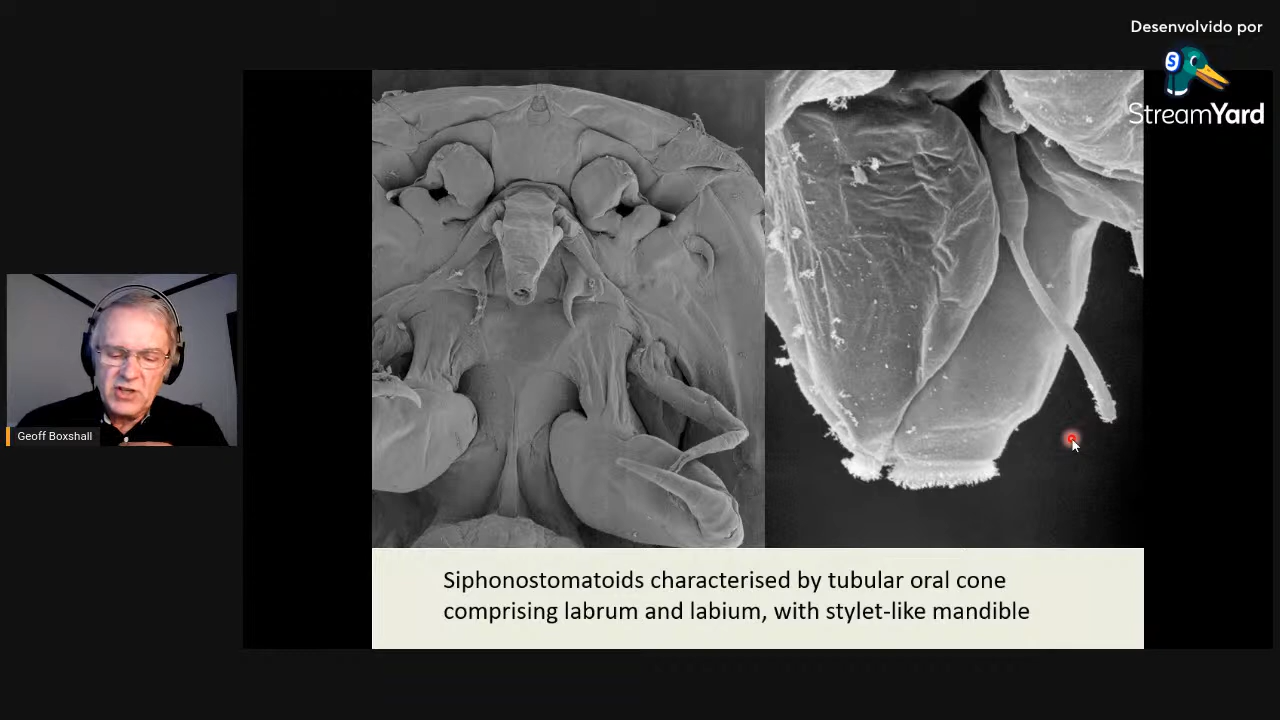 Desenvolvido por
S
StreamYard
Geoff Boxshall
Siphonostomatoids characterised by tubular oral cone
comprising labrum and labium, with stylet-like mandible